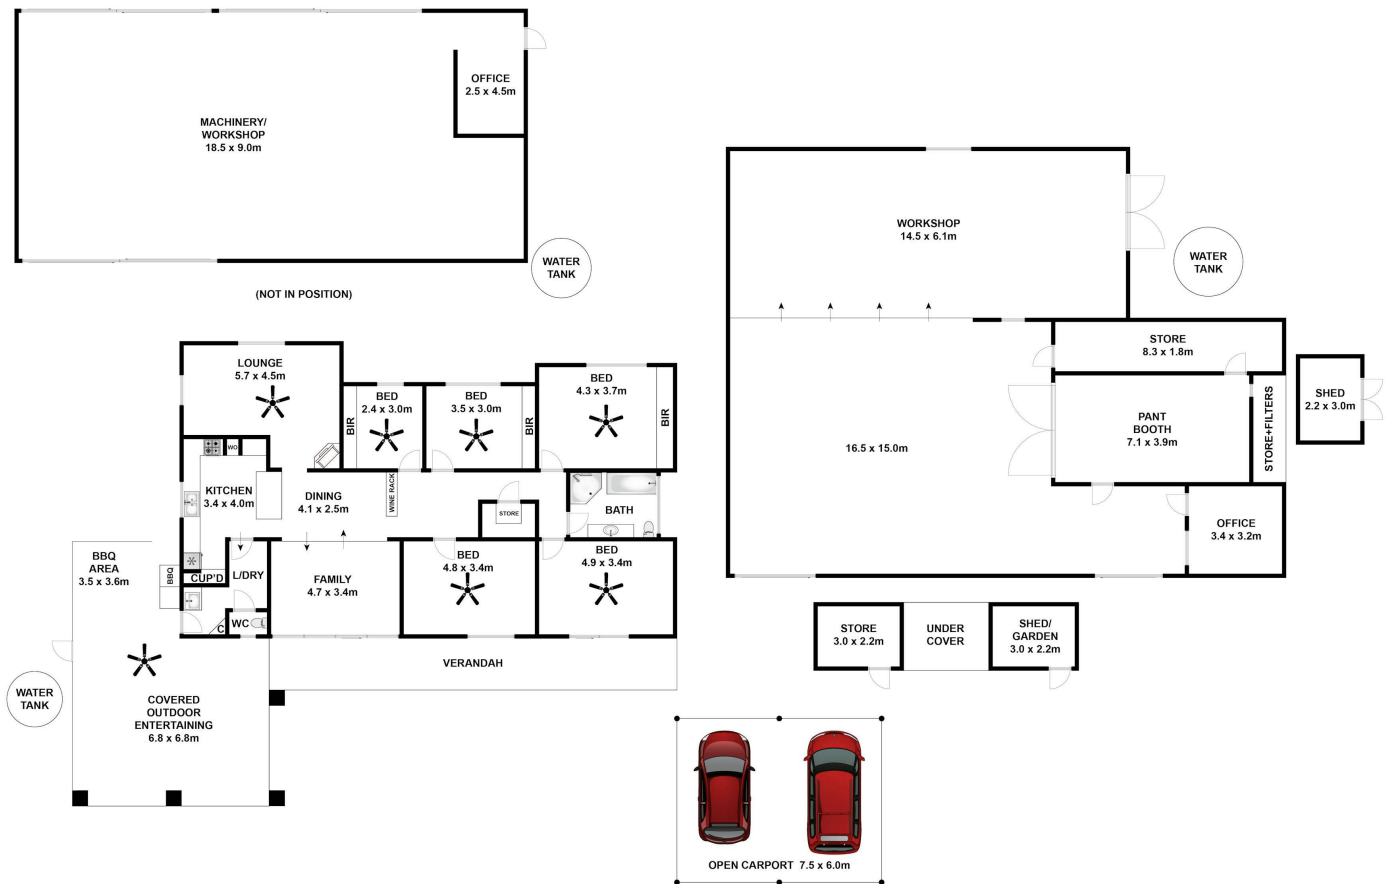 OFFICE
2.5 x 4.5m
MACHINERY/
WORKSHOP
18.5 x 9.0m
WATER
TANK
(NOT IN POSITION)
WORKSHOP
14.5 x 6.1m
WATER
TANK
STORE
8.3 x 1.8m
SHED
2.2 x 3.0m
PANT
BOOTH
7.1 x 3.9m
STORE+FILTERS
16.5 x 15.0m
OFFICE
3.4 x 3.2m
LOUNGE
5.7 x 4.5m
BED
2.4 x 3.0m
BIR
BED
3.5 x 3.0m
BIR
BED
4.3 x 3.7m
BIR
WO
KITCHEN
3.4 x 4.0m
DINING
4.1 x 2.5m
WINE RACK
STORE
BATH
BBQ
AREA
3.5 x 3.6m
BBQ
CUP'D
L/DRY
FAMILY
4.7 x 3.4m
BED
4.8 x 3.4m
BED
4.9 x 3.4m
C
WC
VERANDAH
WATER
TANK
COVERED
OUTDOOR
ENTERTAINING
6.8 x 6.8m
STORE
3.0 x 2.2m
UNDER
COVER
SHED/
GARDEN
3.0 x 2.2m
OPEN CARPORT 7.5 x 6.0m